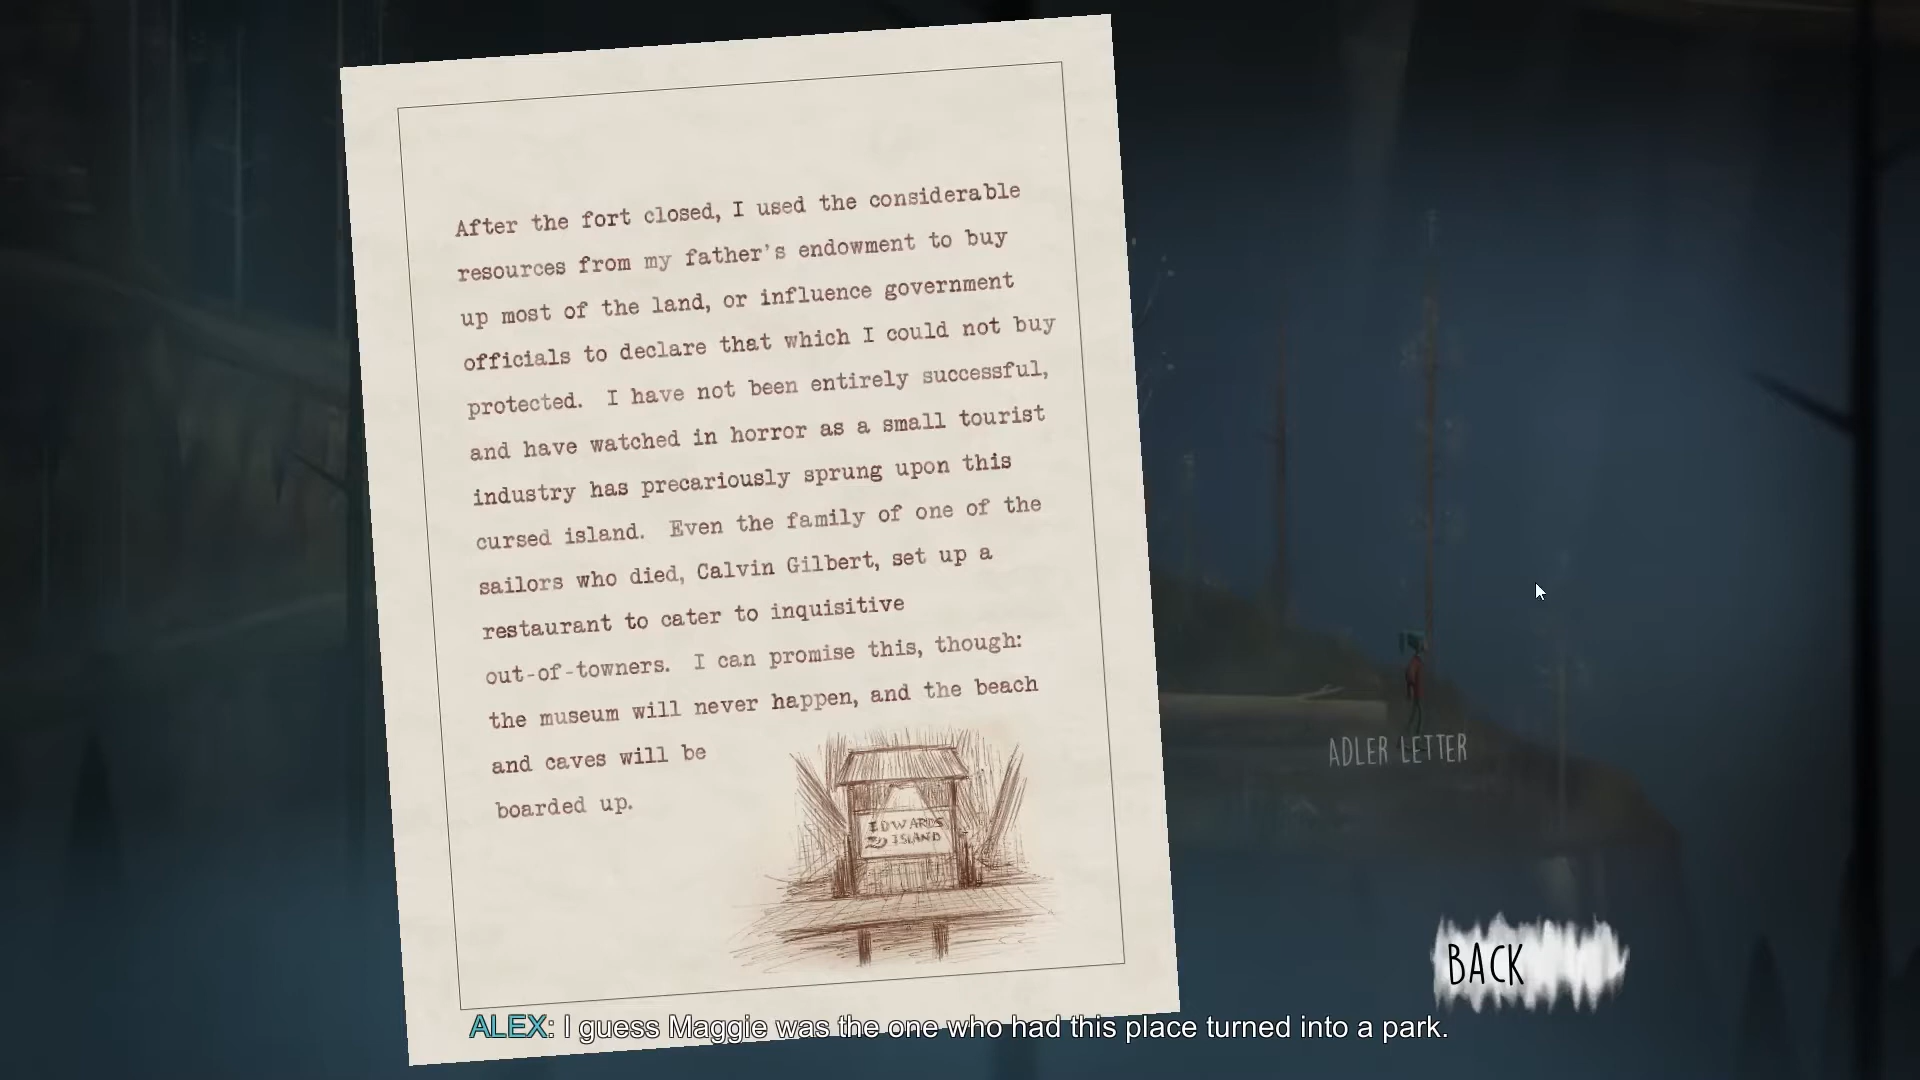 After the fort closed, I used the considerable
resources from my father's endowment to buy
up most of the land, or influence government
officials to declare that which I could not buy
protected.  I have not been entirely successful,
and have watched in horror as a small tourist
industry has precariously sprung upon this
cursed island.  Even the family of one of the
sailors who died, Calvin Gilbert, set up a
restaurant to cater to inquisitive
out-of-towners.  I can promise this, though:
the museum will never happen, and the beach
and caves will be
boarded up.
EDWARDS
ISLAND
ADLER LETTER
BACK
ALEX: I guess Maggie was the one who had this place turned into a park.